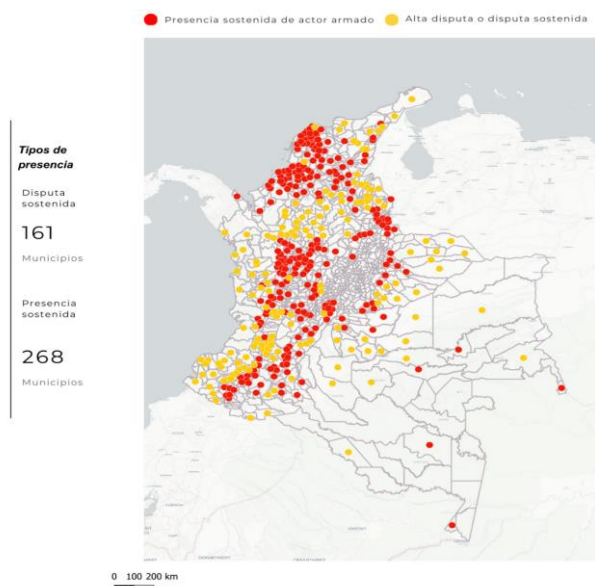 Presencia sostenida de actor armado Alta disputa o disputa sostenida
Tipos de
presencia
Disputa
sostenida
161
Municipios
Presencia
sostenida
268
Municipios
0 100 200 km